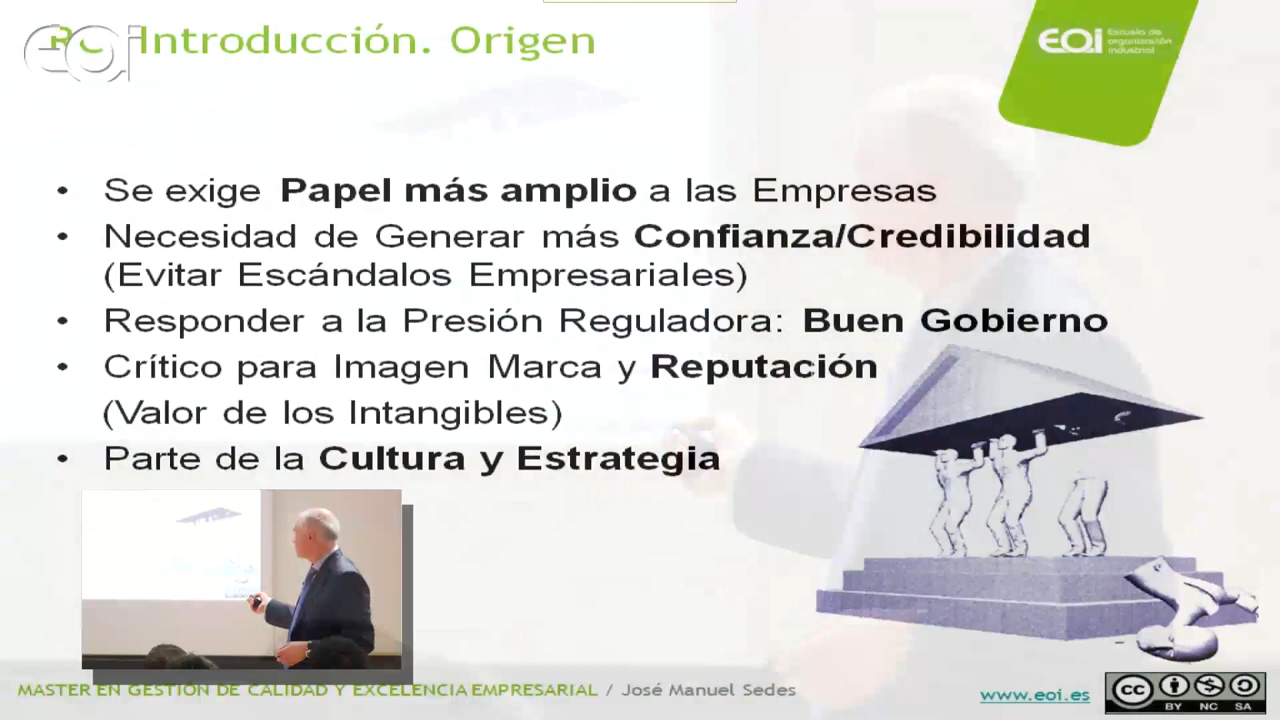 eoi
Introducción. Origen
EOI Escuela de
organización
industrial
• Se exige Papel más amplio a las Empresas
• Necesidad de Generar más Confianza/Credibilidad
(Evitar Escándalos Empresariales)
• Responder a la Presión Reguladora: Buen Gobierno
• Crítico para Imagen Marca y Reputación
(Valor de los Intangibles)
• Parte de la Cultura y Estrategia
MASTER EN GESTIÓN DE CALIDAD Y EXCELENCIA EMPRESARIAL / José Manuel Sedes
www.eoi.es
cc
BY NC SA